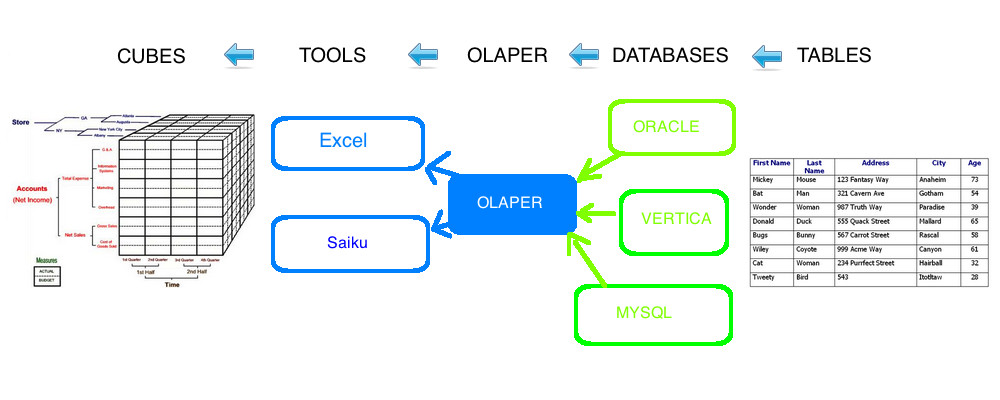 CUBES TOOLS OLAPER DATABASES TABLES
Store
GA
Atlanta
Augusta
NY
New York City
Albany
Accounts
(Net Income)
Total Expense
G & A
Information
Systems
Marketing
Overhead
Net Sales
Gross Sales
Cost of
Goods Sold
Measures
ACTUAL
BUDGET
1st Quarter 2nd Quarter 3rd Quarter 4th Quarter
1st Half 2nd Half
Time
Excel
Saiku
OLAPER
ORACLE
VERTICA
MYSQL
First Name Last Name Address City Age
Mickey Mouse 123 Fantasy Way Anaheim 73
Bat Man 321 Cavern Ave Gotham 54
Wonder Woman 987 Truth Way Paradise 39
Donald Duck 555 Quack Street Mallard 65
Bugs Bunny 567 Carrot Street Rascal 58
Wiley Coyote 999 Acme Way Canyon 61
Cat Woman 234 Purrfect Street Hairball 32
Tweety Bird 543 Itotltaw 28